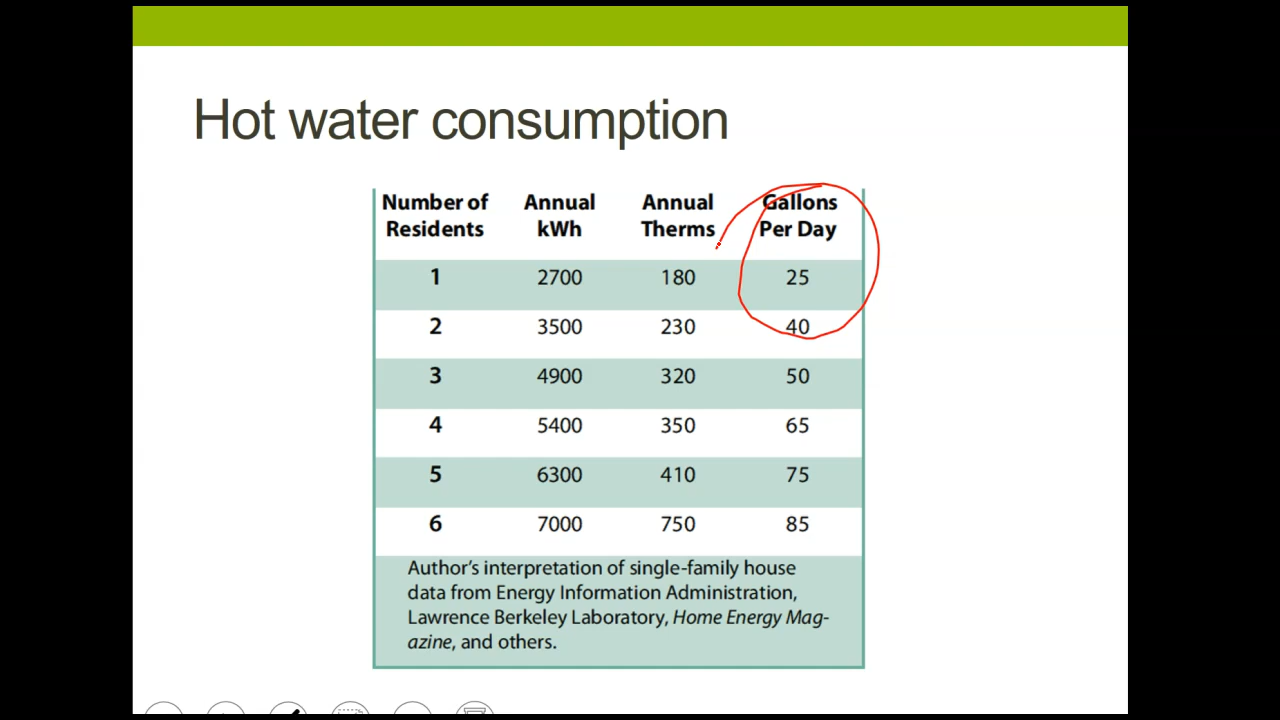 Hot water consumption
Number of Annual Annual Gallons
Residents kWh Therms Per Day
1 2700 180 25
2 3500 230 40
3 4900 320 50
4 5400 350 65
5 6300 410 75
6 7000 750 85
Author's interpretation of single-family house
data from Energy Information Administration,
Lawrence Berkeley Laboratory, Home Energy Mag-
azine, and others.